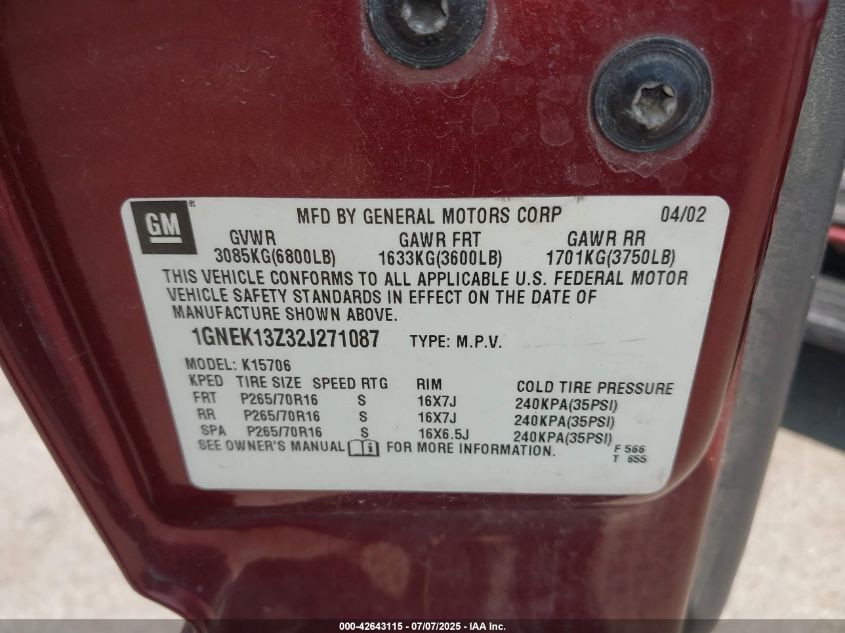 GM ®
MFD BY GENERAL MOTORS CORP 04/02
GVWR GAWR FRT GAWR RR
3085KG(6800LB) 1633KG(3600LB) 1701KG(3750LB)
THIS VEHICLE CONFORMS TO ALL APPLICABLE U.S. FEDERAL MOTOR
VEHICLE SAFETY STANDARDS IN EFFECT ON THE DATE OF
MANUFACTURE SHOWN ABOVE.
1GNEK13Z32J271087 TYPE: M.P.V.
MODEL: K15706
KPED TIRE SIZE SPEED RTG RIM COLD TIRE PRESSURE
FRT P265/70R16 S 16X7J 240KPA(35PSI)
RR P265/70R16 S 16X7J 240KPA(35PSI)
SPA P265/70R16 S 16X6.5J 240KPA(35PSI)
SEE OWNER'S MANUAL i FOR MORE INFORMATION. F 566
T 655
000-42643115 - 07/07/2025 - IAA Inc.